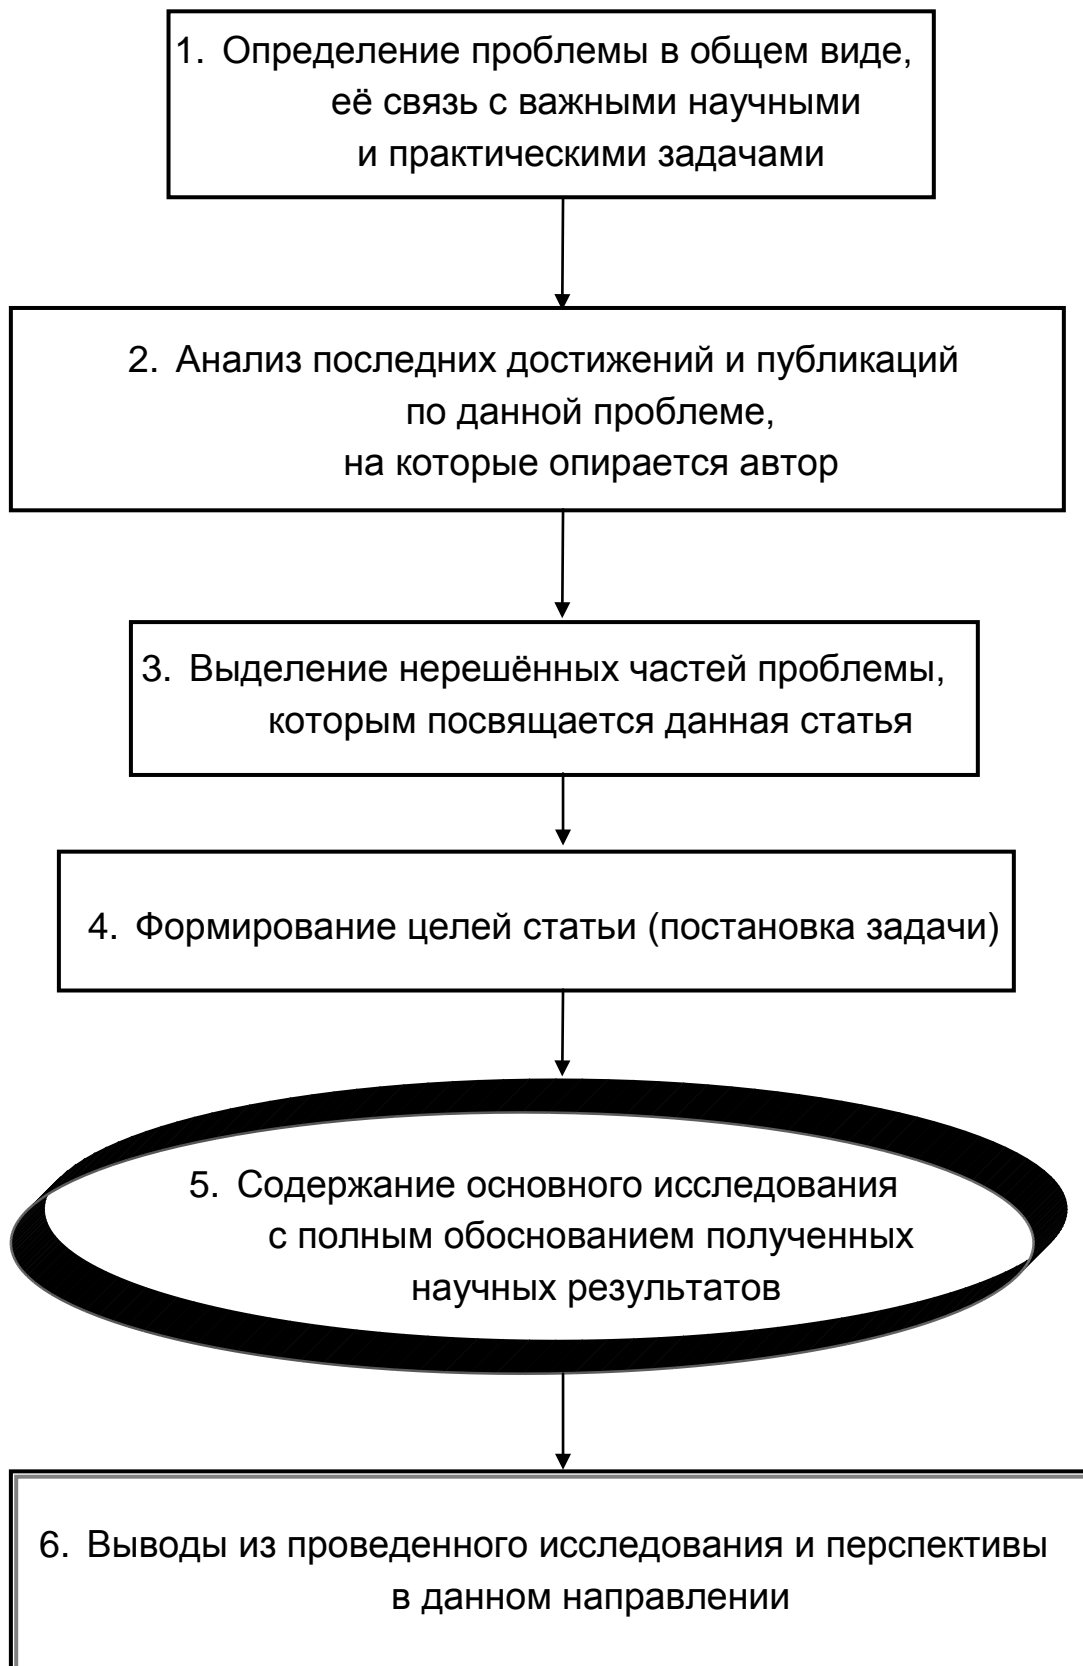 1. Определение проблемы в общем виде,
её связь с важными научными
и практическими задачами
2. Анализ последних достижений и публикаций
по данной проблеме,
на которые опирается автор
3. Выделение нерешённых частей проблемы,
которым посвящается данная статья
4. Формирование целей статьи (постановка задачи)
5. Содержание основного исследования
с полным обоснованием полученных
научных результатов
6. Выводы из проведенного исследования и перспективы
в данном направлении